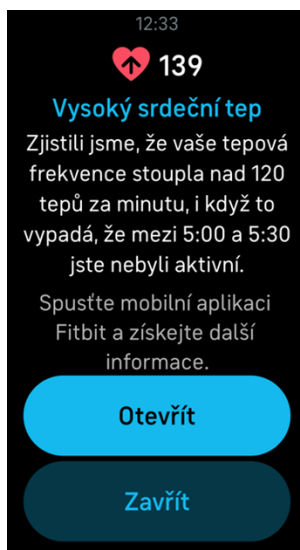 12:33
139
Vysoký srdeční tep
Zjistili jsme, že vaše tepová
frekvence stoupla nad 120
tepů za minutu, i když to
vypadá, že mezi 5:00 a 5:30
jste nebyli aktivní.
Spusťte mobilní aplikaci
Fitbit a získejte další
informace.
Otevřít
Zavřít